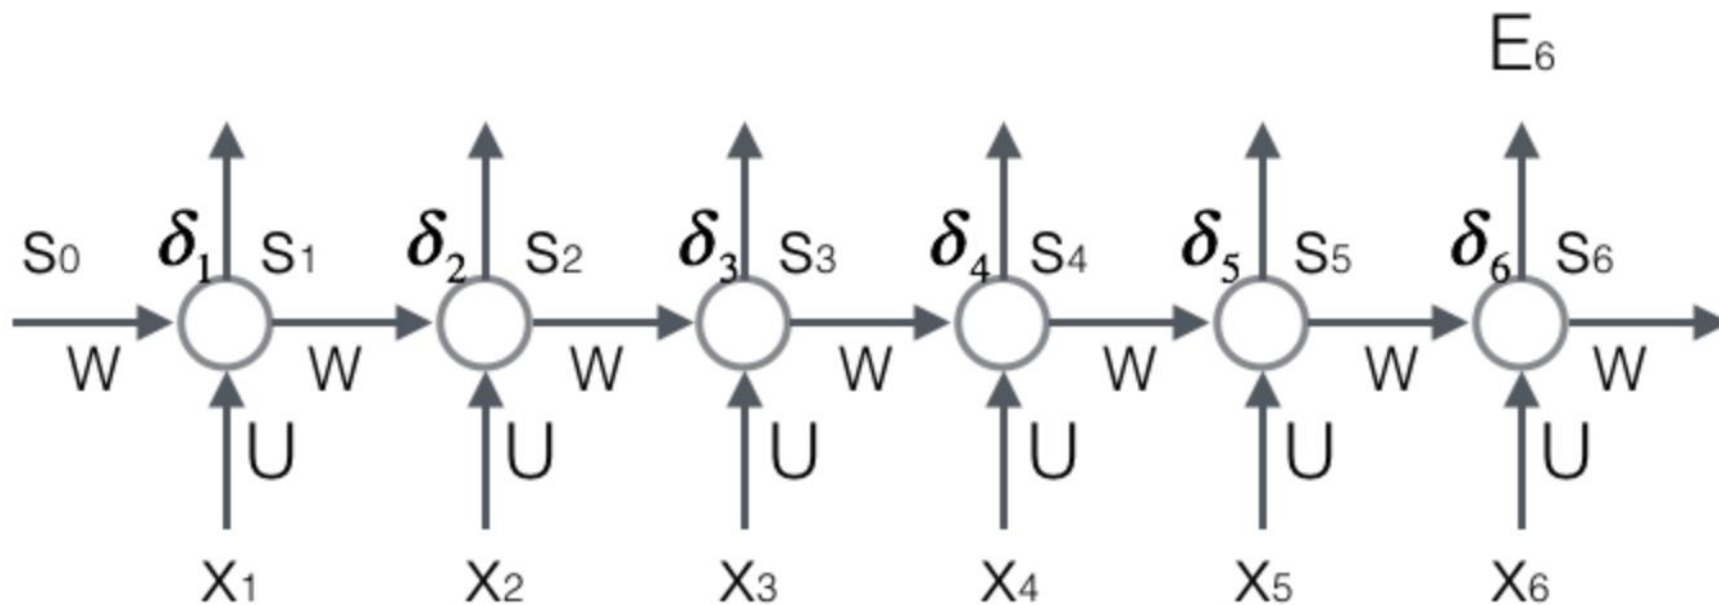 E6
S0 δ1 S1 δ2 S2 δ3 S3 δ4 S4 δ5 S5 δ6 S6
W W W W W W W
U U U U U U
X1 X2 X3 X4 X5 X6